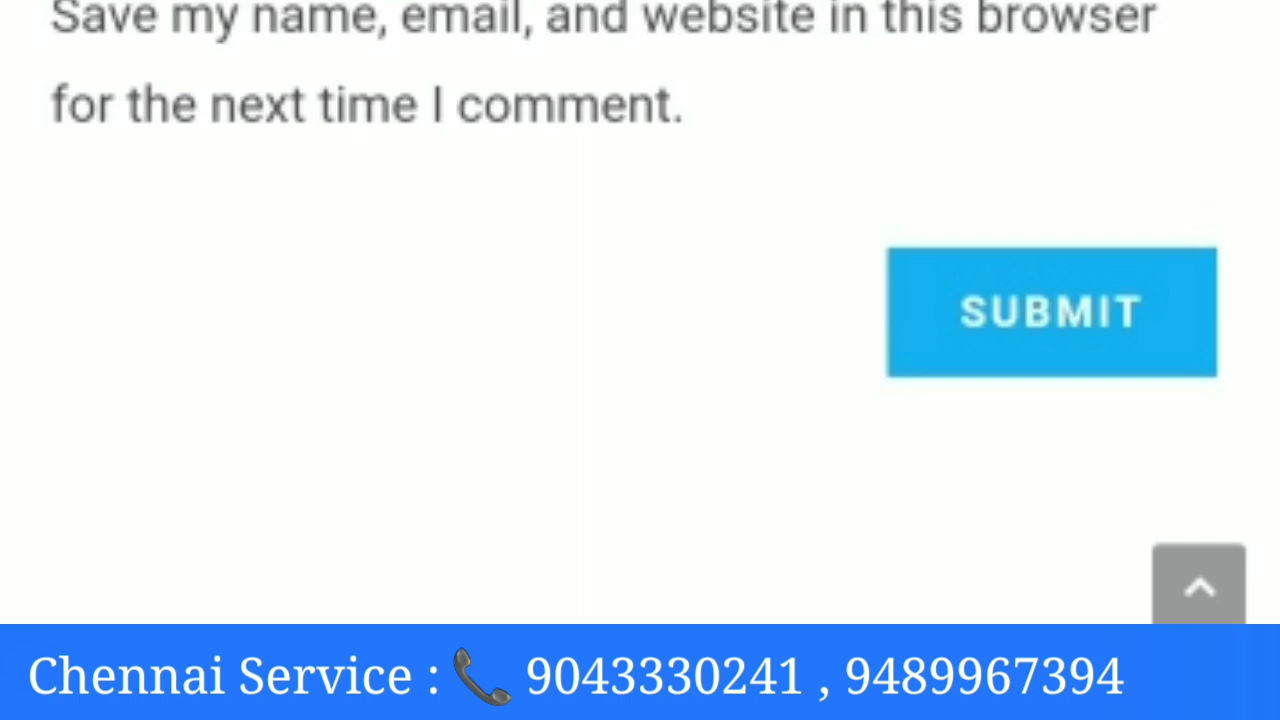 Save my name, email, and website in this browser
for the next time I comment.
SUBMIT
Chennai Service :📞 9043330241 , 9489967394